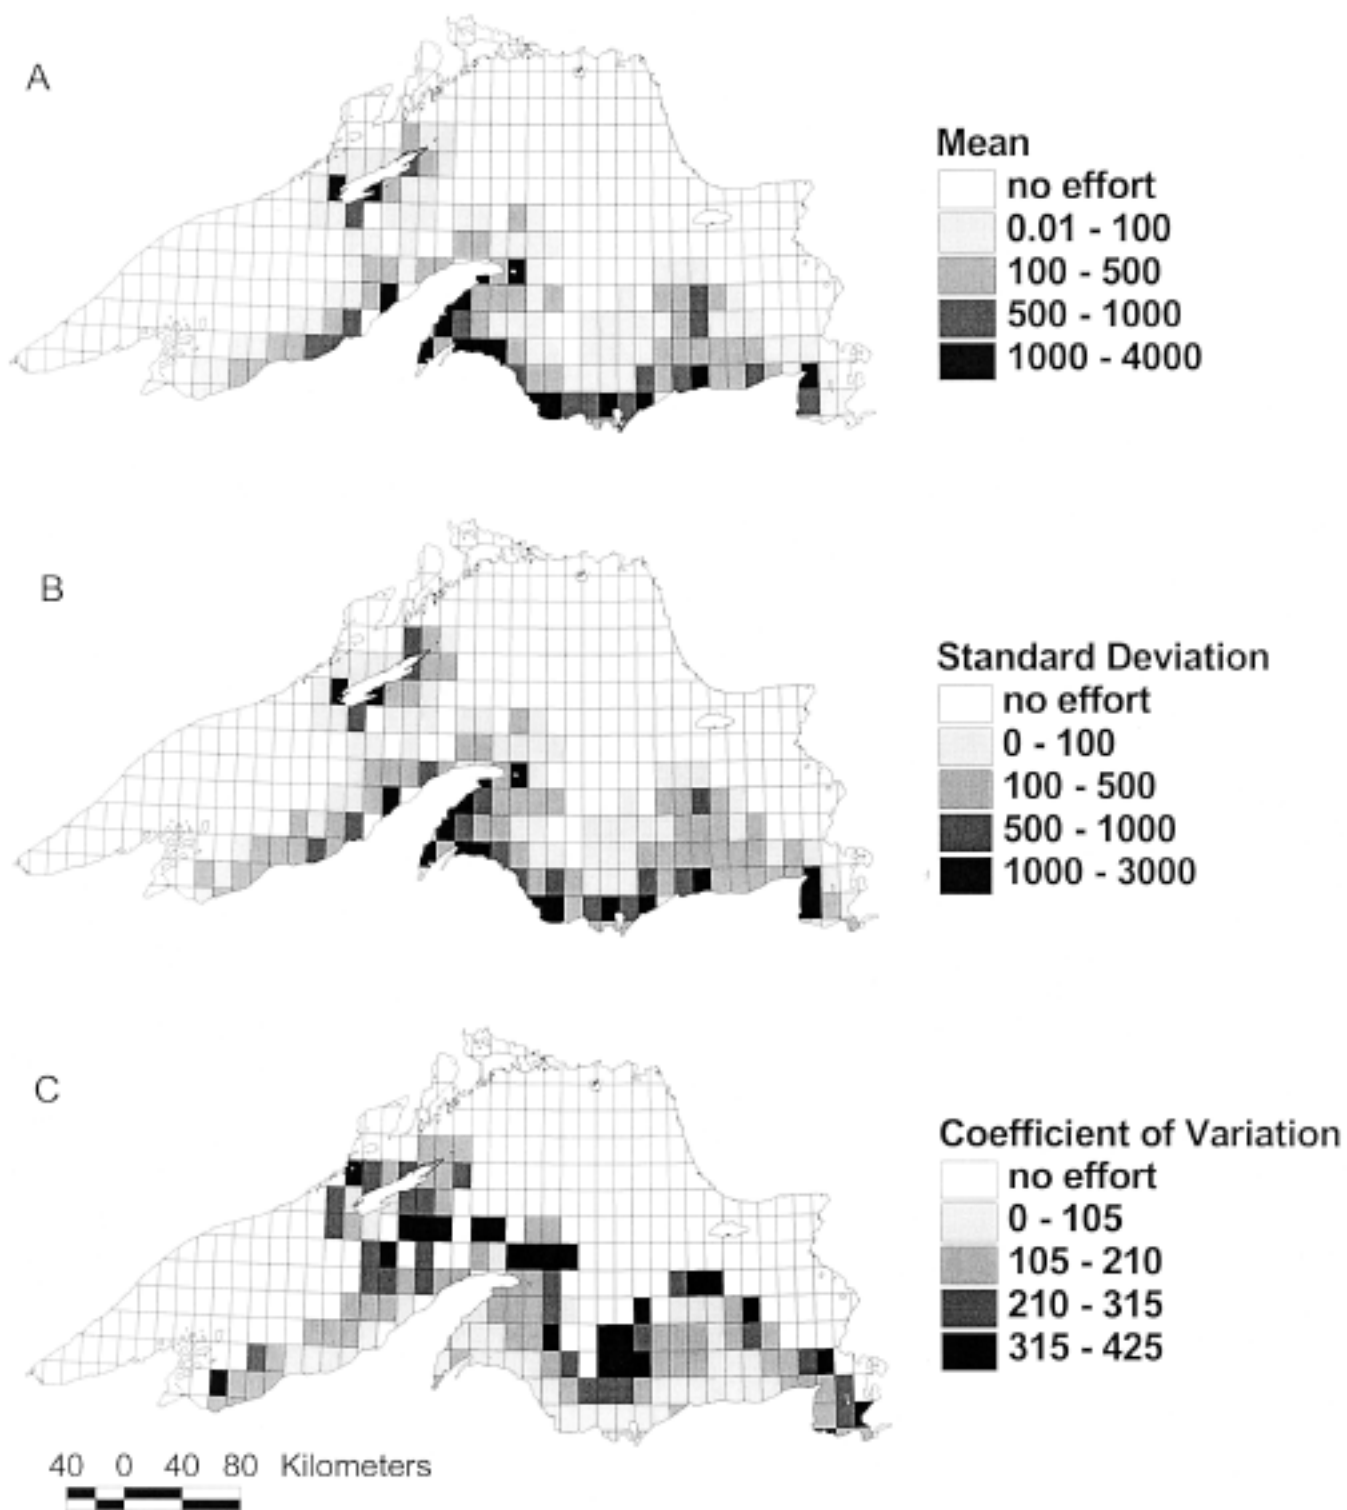 A
Mean
no effort
0.01 - 100
100 - 500
500 - 1000
1000 - 4000
B
Standard Deviation
no effort
0 - 100
100 - 500
500 - 1000
1000 - 3000
C
Coefficient of Variation
no effort
0 - 105
105 - 210
210 - 315
315 - 425
40 0 40 80 Kilometers